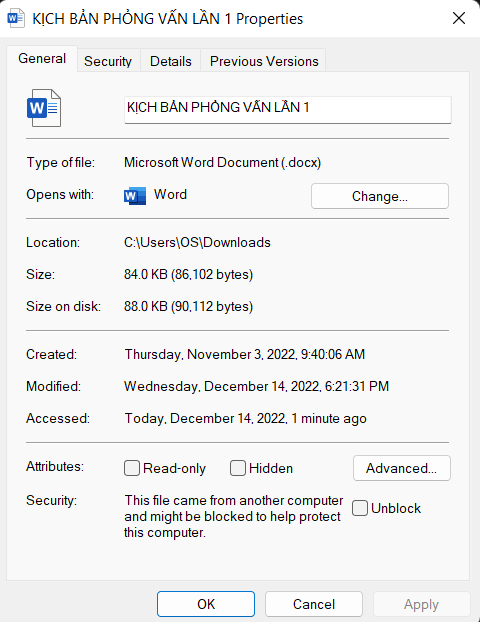 KỊCH BẢN PHỎNG VẤN LẦN 1 Properties
General Security Details Previous Versions
KỊCH BẢN PHỎNG VẤN LẦN 1
Type of file: Microsoft Word Document (.docx)
Opens with: Word Change...
Location: C:\Users\OS\Downloads
Size: 84.0 KB (86,102 bytes)
Size on disk: 88.0 KB (90,112 bytes)
Created: Thursday, November 3, 2022, 9:40:06 AM
Modified: Wednesday, December 14, 2022, 6:21:31 PM
Accessed: Today, December 14, 2022, 1 minute ago
Attributes: Read-only Hidden Advanced...
Security: This file came from another computer
and might be blocked to help protect
this computer.
Unblock
OK Cancel Apply